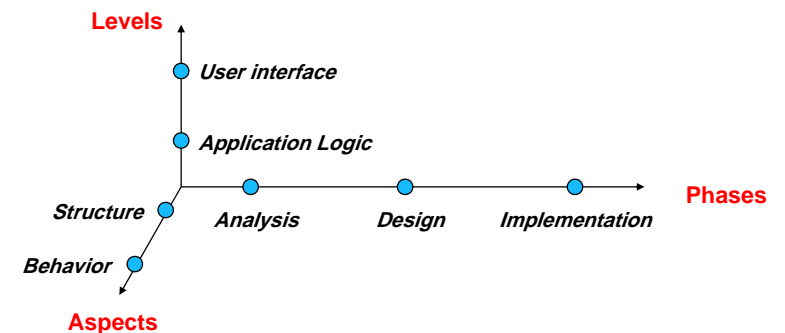 Levels
User interface
Application Logic
Phases
Structure
Analysis
Design
Implementation
Behavior
Aspects